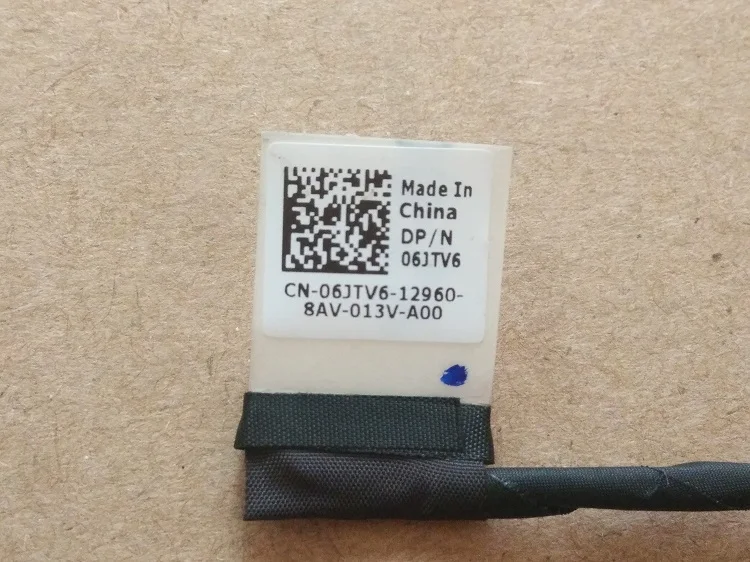 Made In
China
DP/N
06JTV6
CN-06JTV6-12960-
8AV-013V-A00